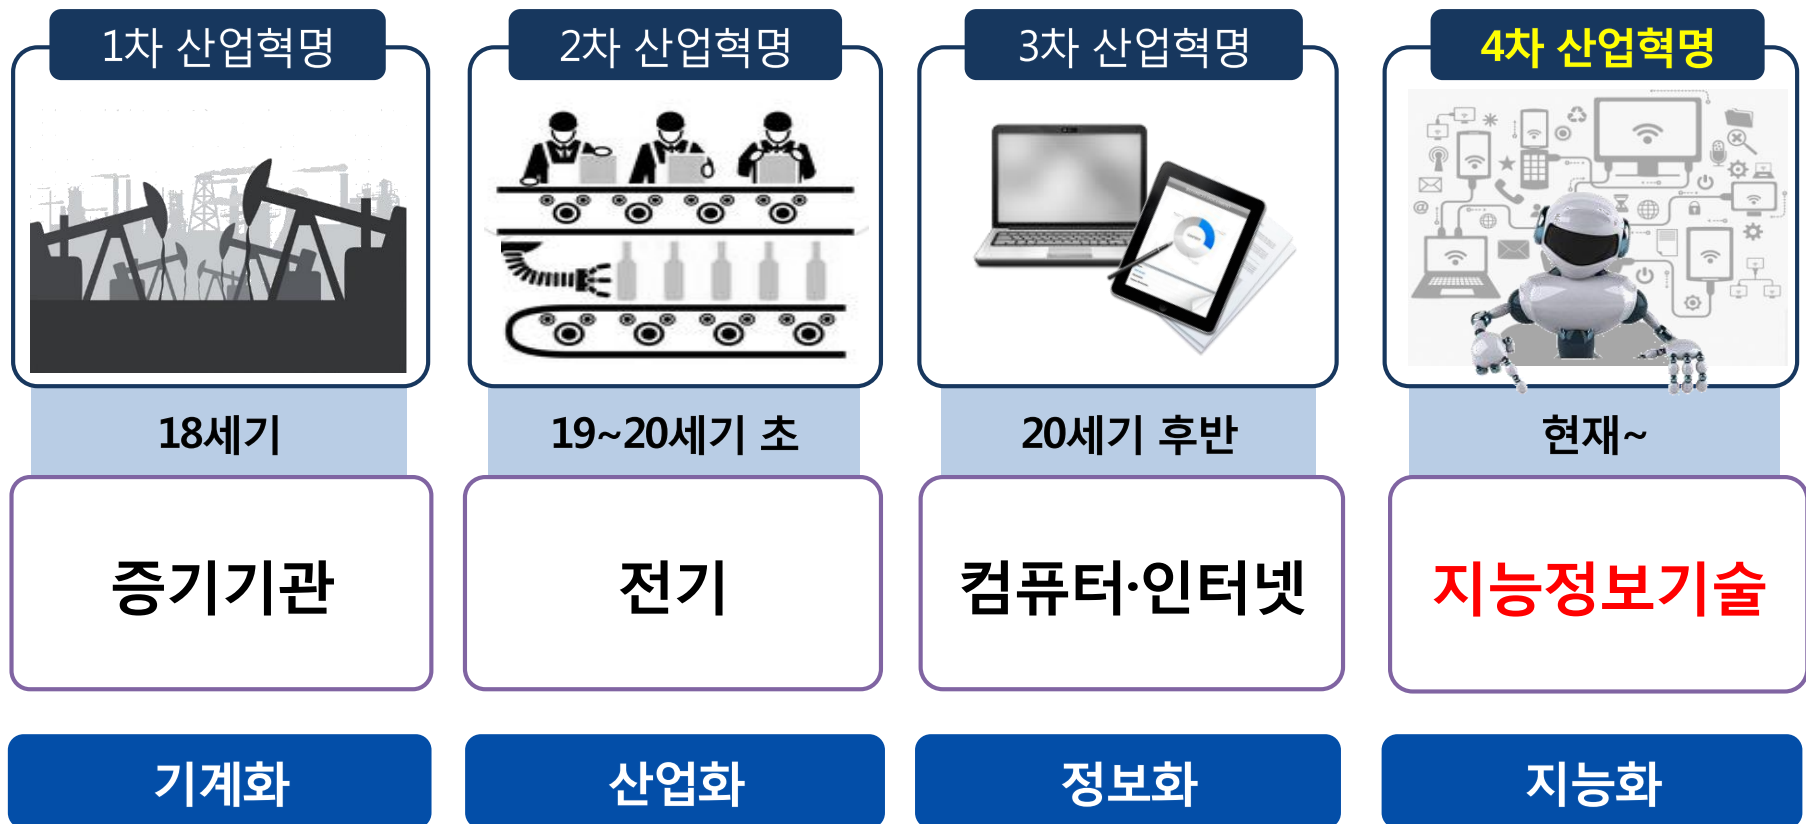 1차 산업혁명
2차 산업혁명
3차 산업혁명
4차 산업혁명
18세기
19~20세기 초
20세기 후반
현재~
증기기관
전기
컴퓨터·인터넷
지능정보기술
기계화
산업화
정보화
지능화